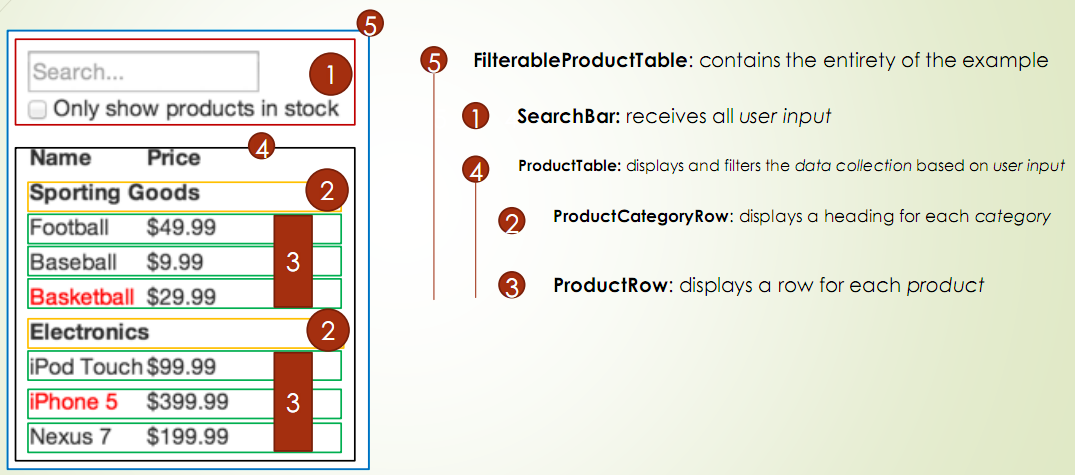 5
Search...
1
Only show products in stock
4
Name Price
Sporting Goods 2
Football $49.99
Baseball $9.99
3
Basketball $29.99
Electronics 2
iPod Touch $99.99
iPhone 5 $399.99
3
Nexus 7 $199.99
5 FilterableProductTable: contains the entirety of the example
1 SearchBar: receives all user input
4 ProductTable: displays and filters the data collection based on user input
2 ProductCategoryRow: displays a heading for each category
3 ProductRow: displays a row for each product